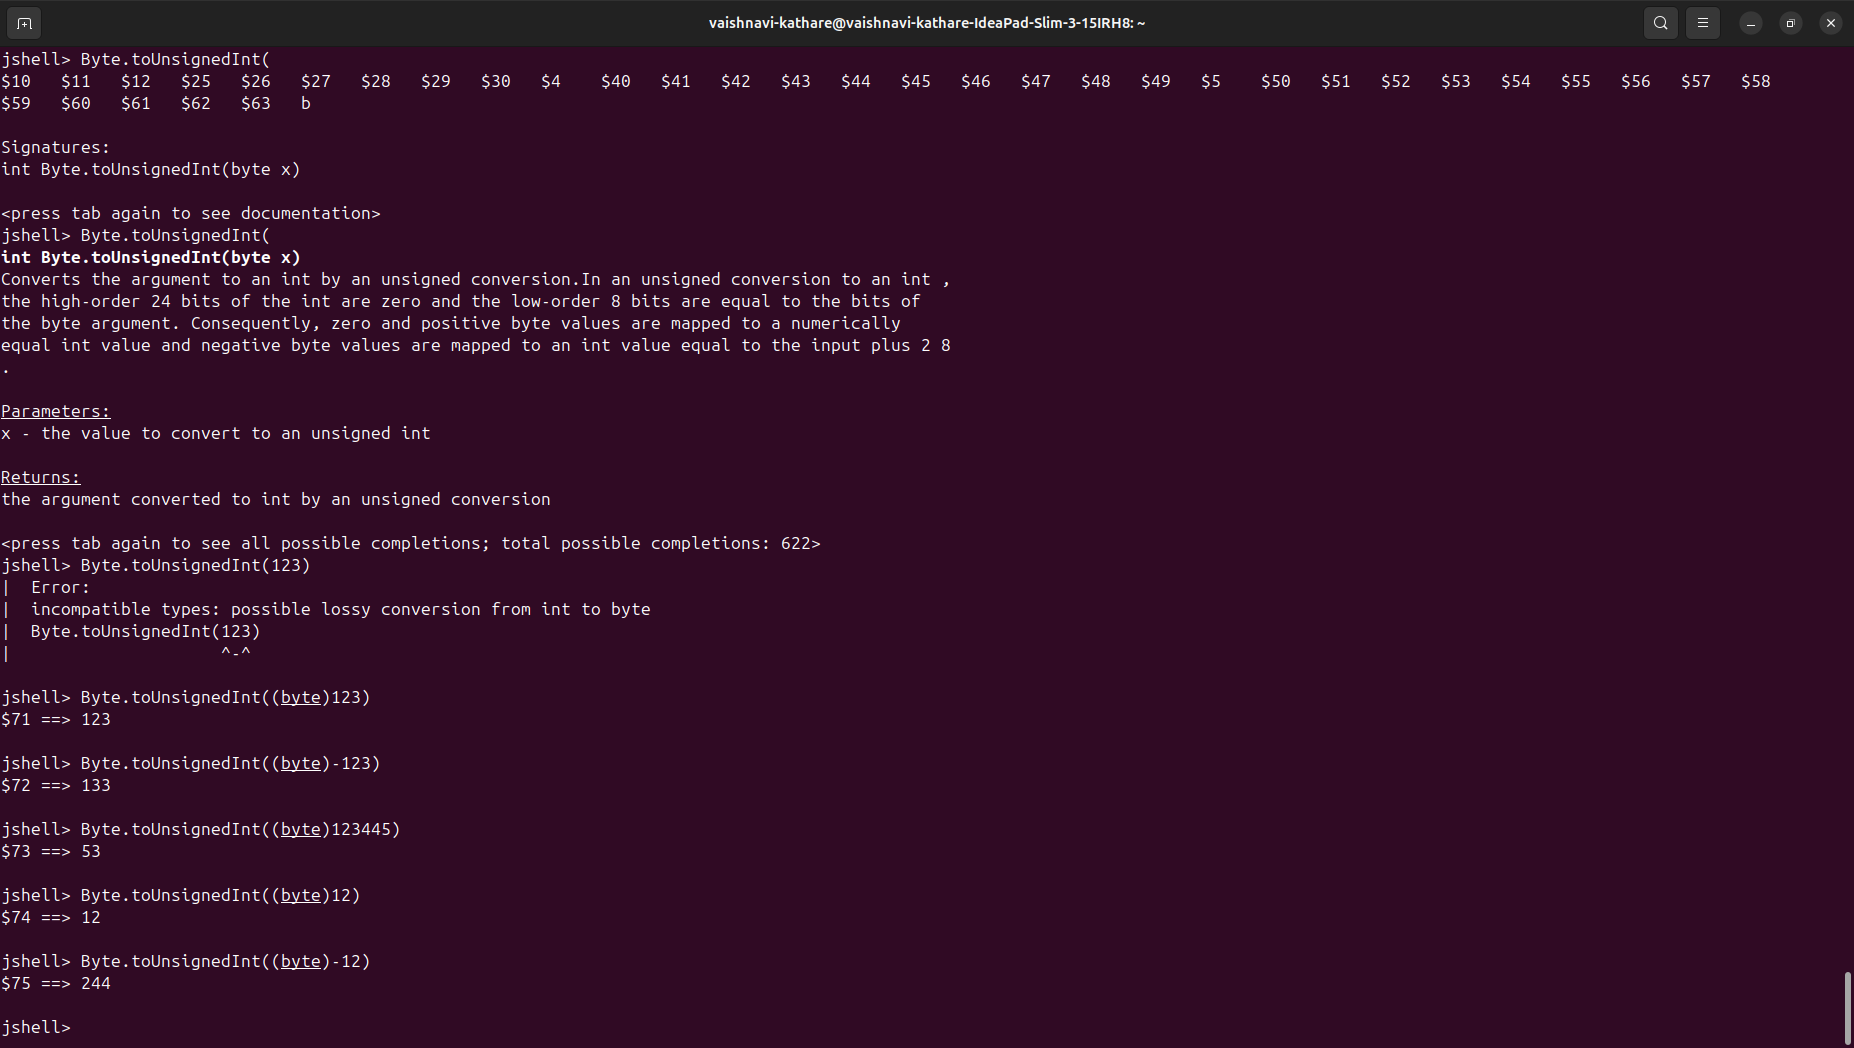 vaishnavi-kathare@vaishnavi-kathare-IdeaPad-Slim-3-15IRH8: ~
jshell> Byte.toUnsignedInt(
$10   $11   $12   $25   $26   $27   $28   $29   $30   $4    $40   $41   $42   $43   $44   $45   $46   $47   $48   $49   $5    $50   $51   $52   $53   $54   $55   $56   $57   $58
$59   $60   $61   $62   $63   b

Signatures:
int Byte.toUnsignedInt(byte x)

<press tab again to see documentation>
jshell> Byte.toUnsignedInt(
int Byte.toUnsignedInt(byte x)
Converts the argument to an int by an unsigned conversion.In an unsigned conversion to an int ,
the high-order 24 bits of the int are zero and the low-order 8 bits are equal to the bits of
the byte argument. Consequently, zero and positive byte values are mapped to a numerically
equal int value and negative byte values are mapped to an int value equal to the input plus 2 8
.

Parameters:
x - the value to convert to an unsigned int

Returns:
the argument converted to int by an unsigned conversion

<press tab again to see all possible completions; total possible completions: 622>
jshell> Byte.toUnsignedInt(123)
|  Error:
|  incompatible types: possible lossy conversion from int to byte
|  Byte.toUnsignedInt(123)
|                     ^-^

jshell> Byte.toUnsignedInt((byte)123)
$71 ==> 123

jshell> Byte.toUnsignedInt((byte)-123)
$72 ==> 133

jshell> Byte.toUnsignedInt((byte)123445)
$73 ==> 53

jshell> Byte.toUnsignedInt((byte)12)
$74 ==> 12

jshell> Byte.toUnsignedInt((byte)-12)
$75 ==> 244

jshell>